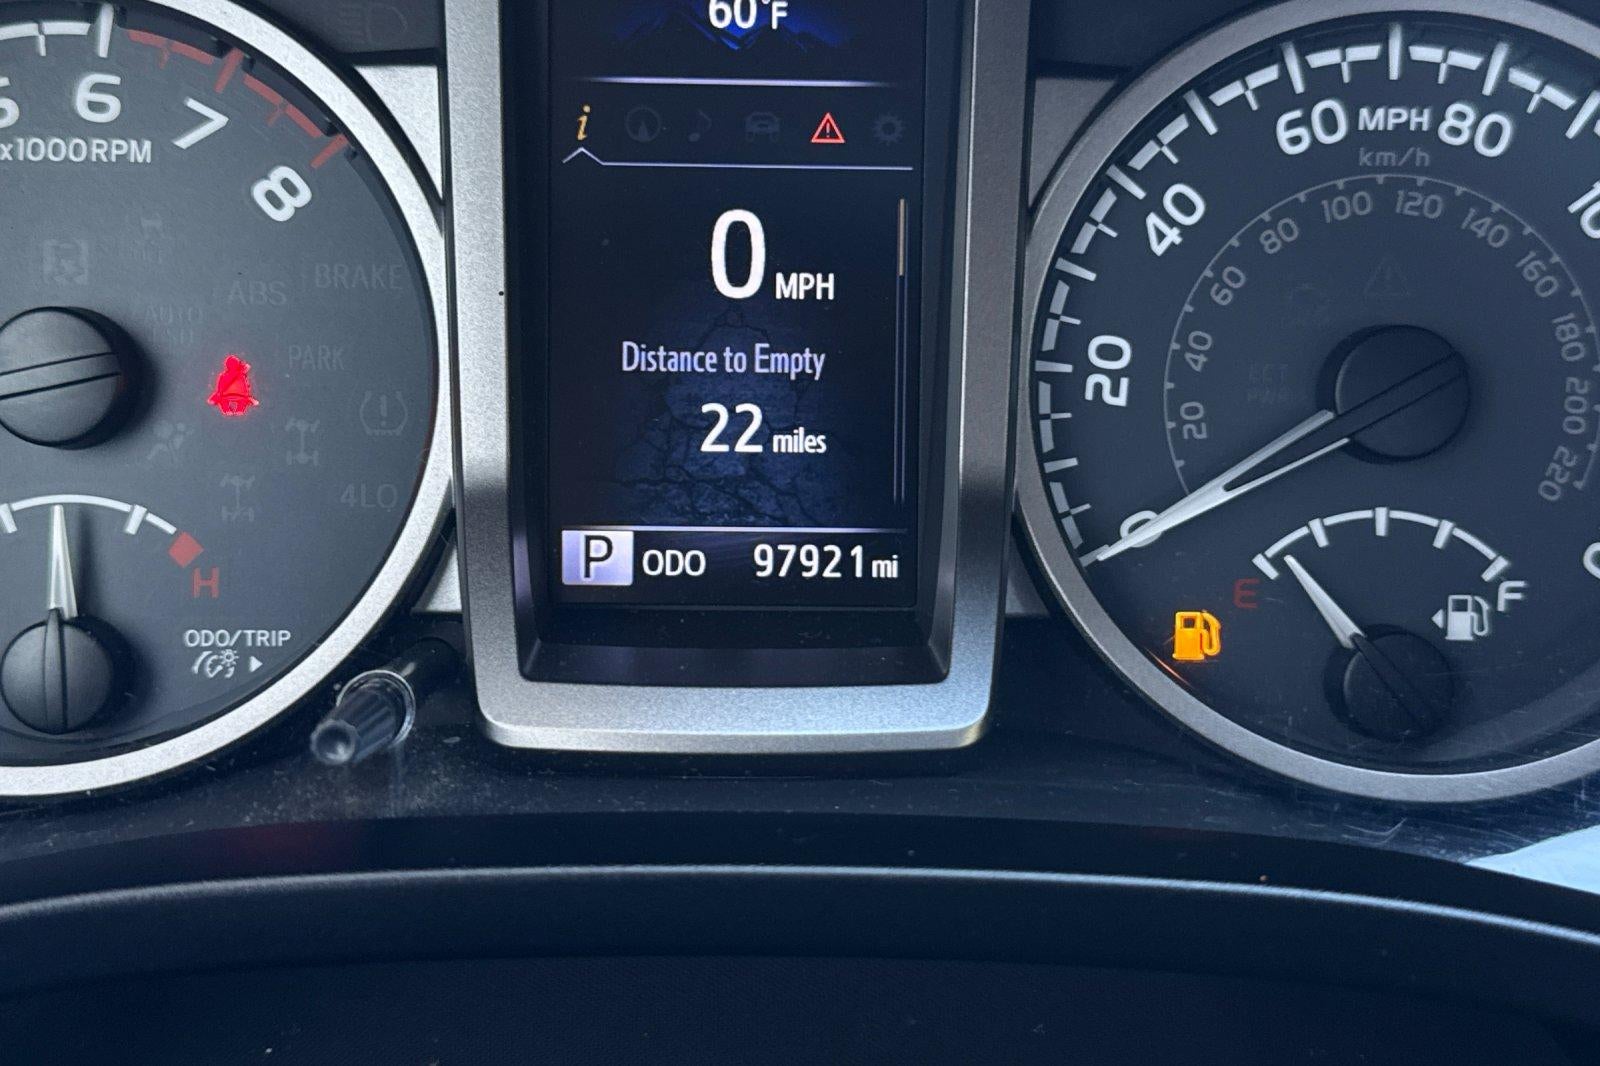 60°F
6
7
8
x1000RPM
ABS
BRAKE
AUTO
PARK
4LO
H
ODO/TRIP
i
0 MPH
Distance to Empty
22 miles
P ODO 97921 mi
0
20
40
60 MPH 80
km/h
20
40
60
80
100
120
140
160
180
200
220
E
F